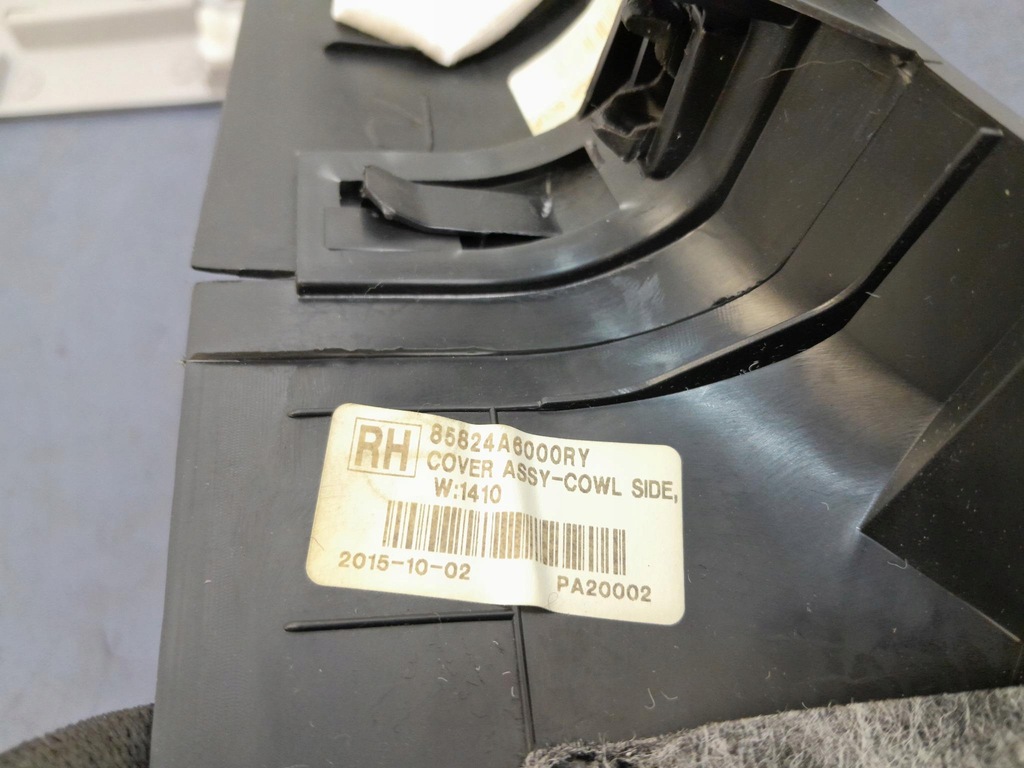 RH
85824A6000RY
COVER ASSY-COWL SIDE,
W:1410
2015-10-02
PA20002